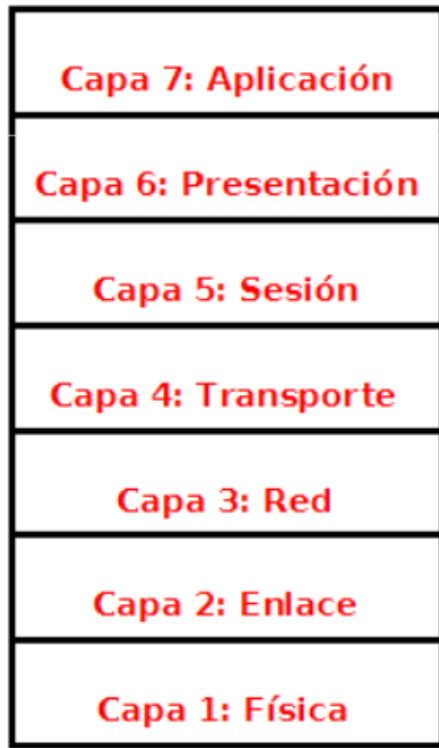 Capa 7: Aplicación
Capa 6: Presentación
Capa 5: Sesión
Capa 4: Transporte
Capa 3: Red
Capa 2: Enlace
Capa 1: Física